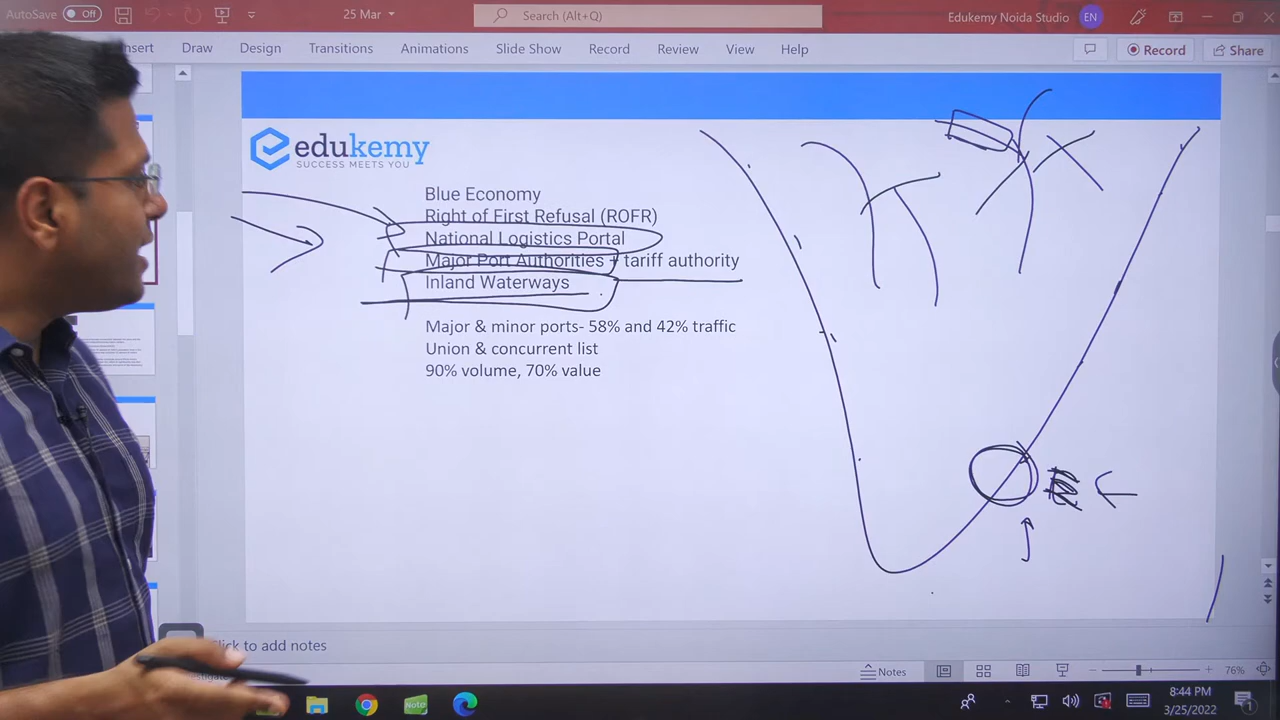 AutoSave Off
25 Mar
Search (Alt+Q)
Edukemy Noida Studio EN
nsert Draw Design Transitions Animations Slide Show Record Review View Help
Record Share
edukemy
SUCCESS MEETS YOU
Blue Economy
Right of First Refusal (ROFR)
National Logistics Portal
Major Port Authorities + tariff authority
Inland Waterways
Major & minor ports- 58% and 42% traffic
Union & concurrent list
90% volume, 70% value
lick to add notes
Notes
76%
8:44 PM
3/25/2022